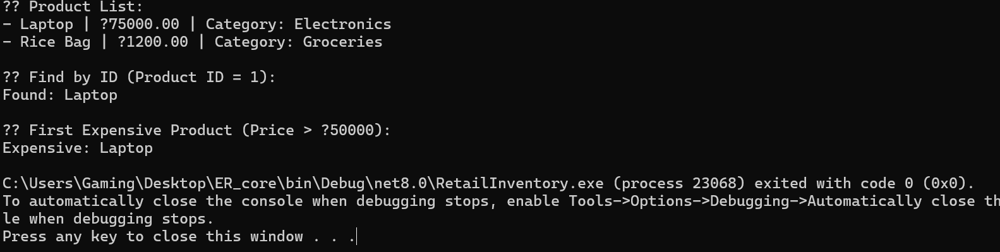 ?? Product List:
- Laptop | ?75000.00 | Category: Electronics
- Rice Bag | ?1200.00 | Category: Groceries
?? Find by ID (Product ID = 1):
Found: Laptop
?? First Expensive Product (Price > ?50000):
Expensive: Laptop
C:\Users\Gaming\Desktop\ER_core\bin\Debug\net8.0\RetailInventory.exe (process 23068) exited with code 0 (0x0).
To automatically close the console when debugging stops, enable Tools->Options->Debugging->Automatically close th
le when debugging stops.
Press any key to close this window . . .